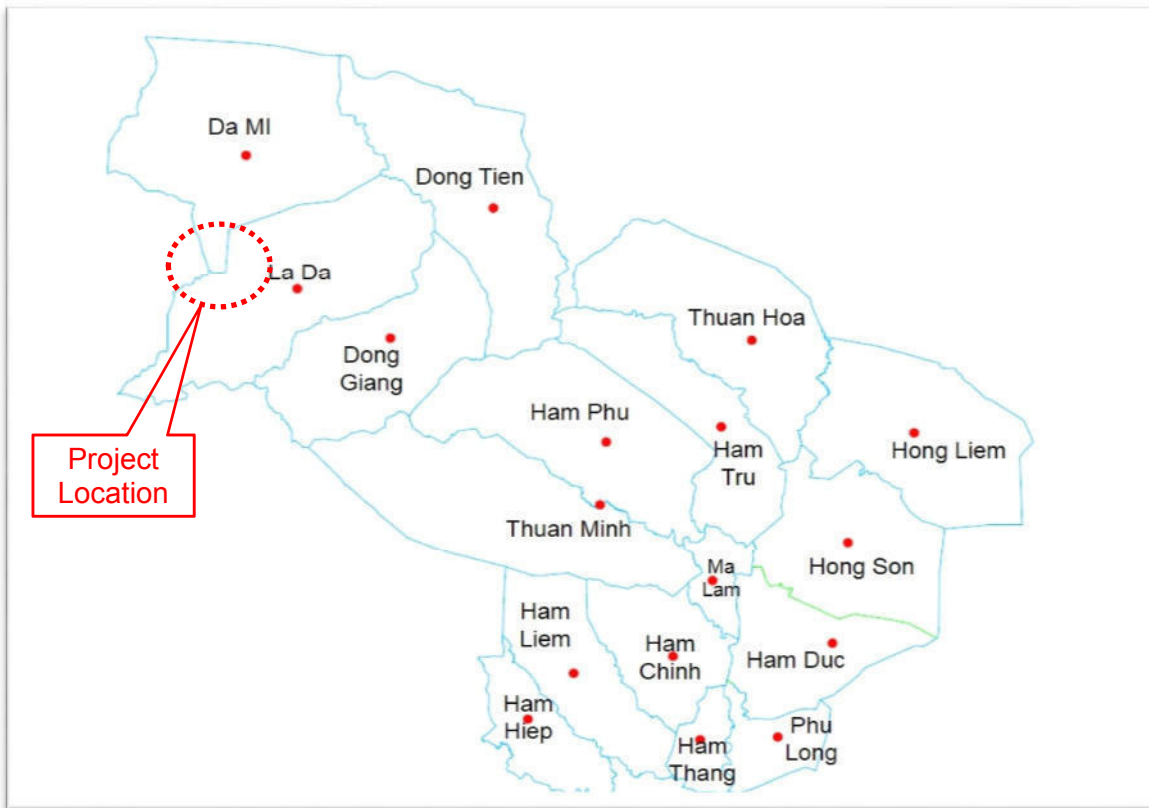 Da MI
Dong Tien
La Da
Thuan Hoa
Dong
Giang
Ham Phu
Ham
Tru
Hong Liem
Project
Location
Thuan Minh
Ma
Lam
Hong Son
Ham
Liem
Ham
Chinh
Ham Duc
Ham
Hiep
Phu
Long
Ham
Thang